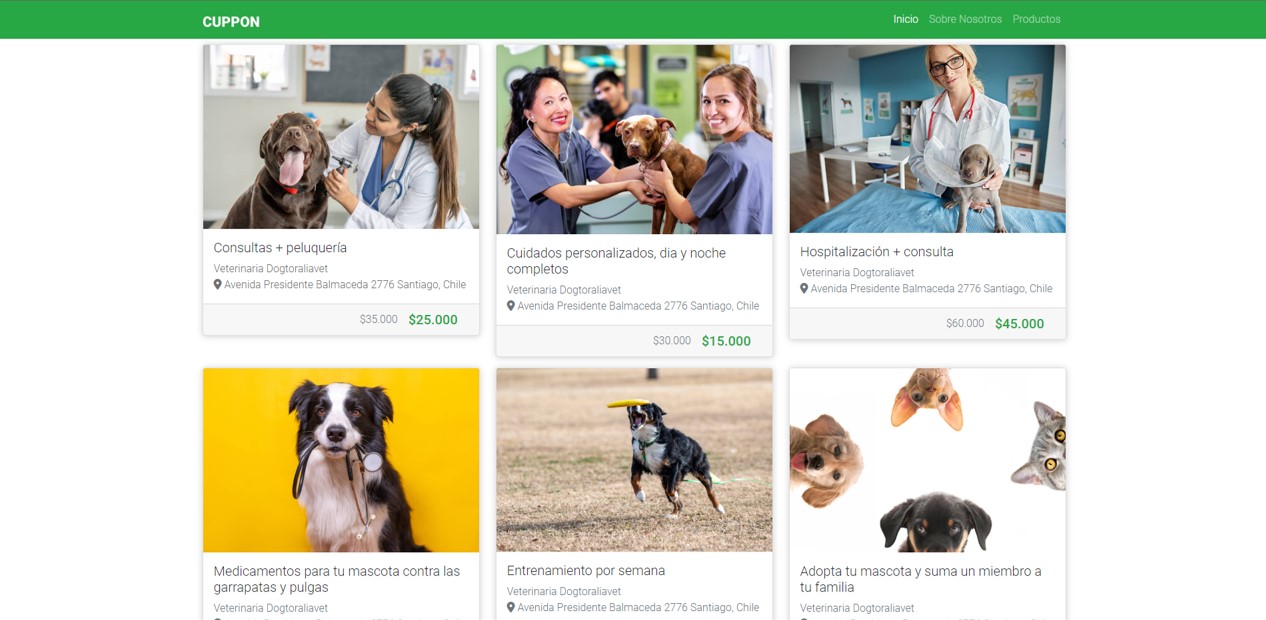 CUPPON
Inicio Sobre Nosotros Productos
Consultas + peluquería
Veterinaria Dogtoraliavet
Avenida Presidente Balmaceda 2776 Santiago, Chile
$35.000 $25.000
Cuidados personalizados, dia y noche
completos
Veterinaria Dogtoraliavet
Avenida Presidente Balmaceda 2776 Santiago, Chile
$30.000 $15.000
Hospitalización + consulta
Veterinaria Dogtoraliavet
Avenida Presidente Balmaceda 2776 Santiago, Chile
$60.000 $45.000
Medicamentos para tu mascota contra las
garrapatas y pulgas
Veterinaria Dogtoraliavet
Entrenamiento por semana
Veterinaria Dogtoraliavet
Avenida Presidente Balmaceda 2776 Santiago, Chile
Adopta tu mascota y suma un miembro a
tu familia
Veterinaria Dogtoraliavet